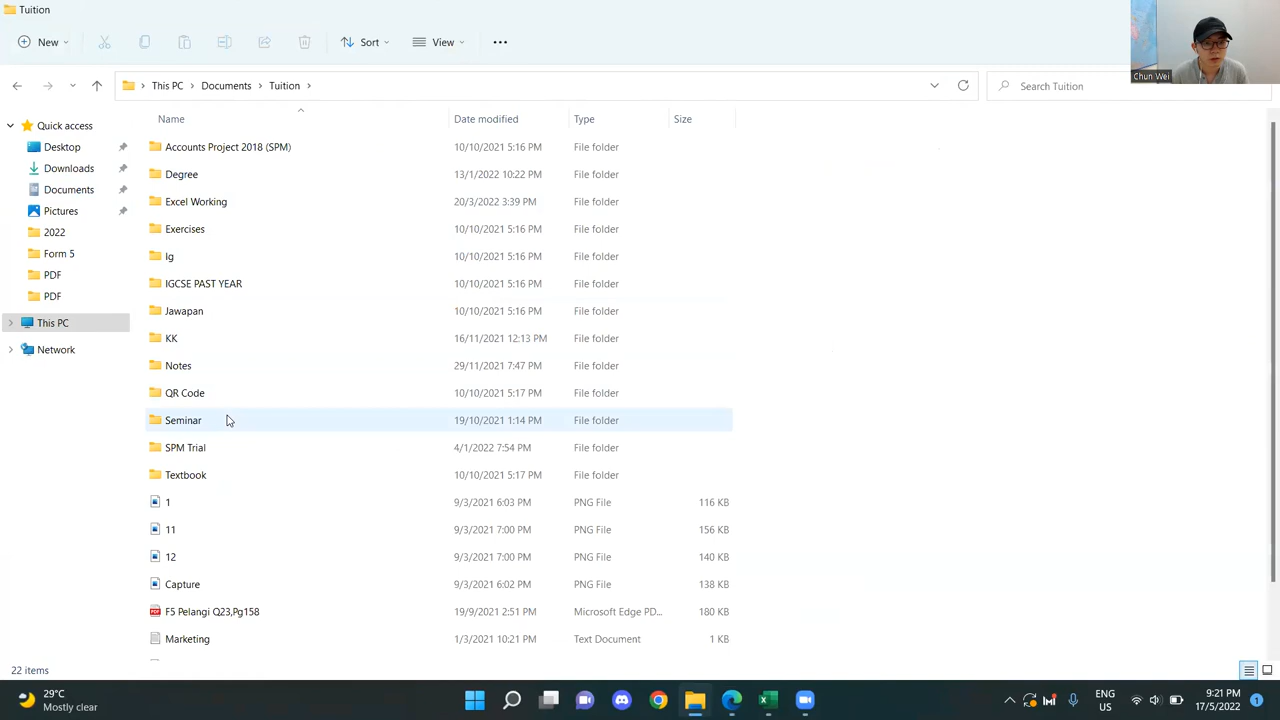 Tuition
New
Sort
View
Chun Wei
This PC
Documents
Tuition
Search Tuition
Name
Date modified
Type
Size
Quick access
Desktop
Downloads
Documents
Pictures
2022
Form 5
PDF
PDF
This PC
Network
Accounts Project 2018 (SPM) 10/10/2021 5:16 PM File folder
Degree 13/1/2022 10:22 PM File folder
Excel Working 20/3/2022 3:39 PM File folder
Exercises 10/10/2021 5:16 PM File folder
Ig 10/10/2021 5:16 PM File folder
IGCSE PAST YEAR 10/10/2021 5:16 PM File folder
Jawapan 10/10/2021 5:16 PM File folder
KK 16/11/2021 12:13 PM File folder
Notes 29/11/2021 7:47 PM File folder
QR Code 10/10/2021 5:17 PM File folder
Seminar 19/10/2021 1:14 PM File folder
SPM Trial 4/1/2022 7:54 PM File folder
Textbook 10/10/2021 5:17 PM File folder
1 9/3/2021 6:03 PM PNG File 116 KB
11 9/3/2021 7:00 PM PNG File 156 KB
12 9/3/2021 7:00 PM PNG File 140 KB
Capture 9/3/2021 6:02 PM PNG File 138 KB
F5 Pelangi Q23,Pg158 19/9/2021 2:51 PM Microsoft Edge PD... 180 KB
Marketing 1/3/2021 10:21 PM Text Document 1 KB
22 items
29°C
Mostly clear
ENG
US
9:21 PM
17/5/2022
1